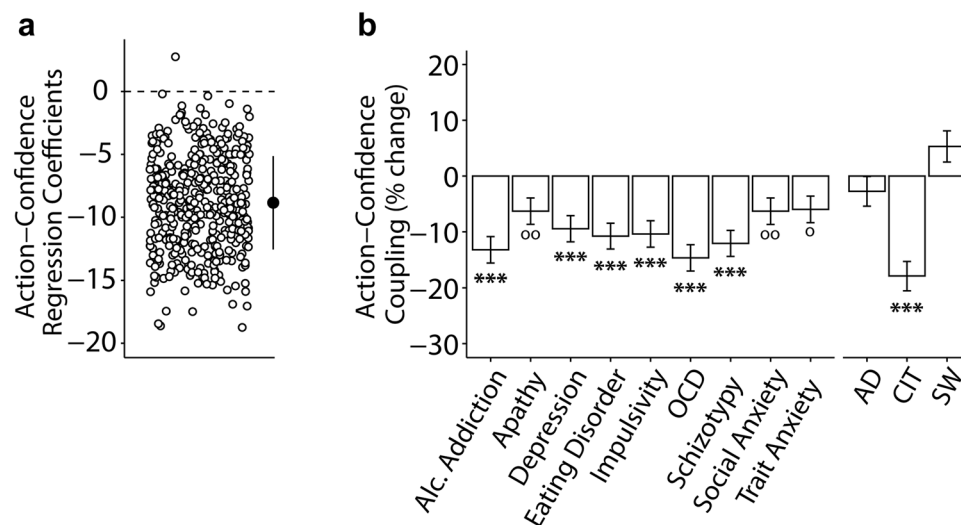 a
Action–Confidence
Regression Coefficients
0
−5
−10
−15
−20
b
Action–Confidence
Coupling (% change)
20
10
0
−10
−20
−30
***
oo
***
***
***
***
***
oo
o
***
Alc. Addiction
Apathy
Depression
Eating Disorder
Impulsivity
OCD
Schizotypy
Social Anxiety
Trait Anxiety
AD
CIT
SW